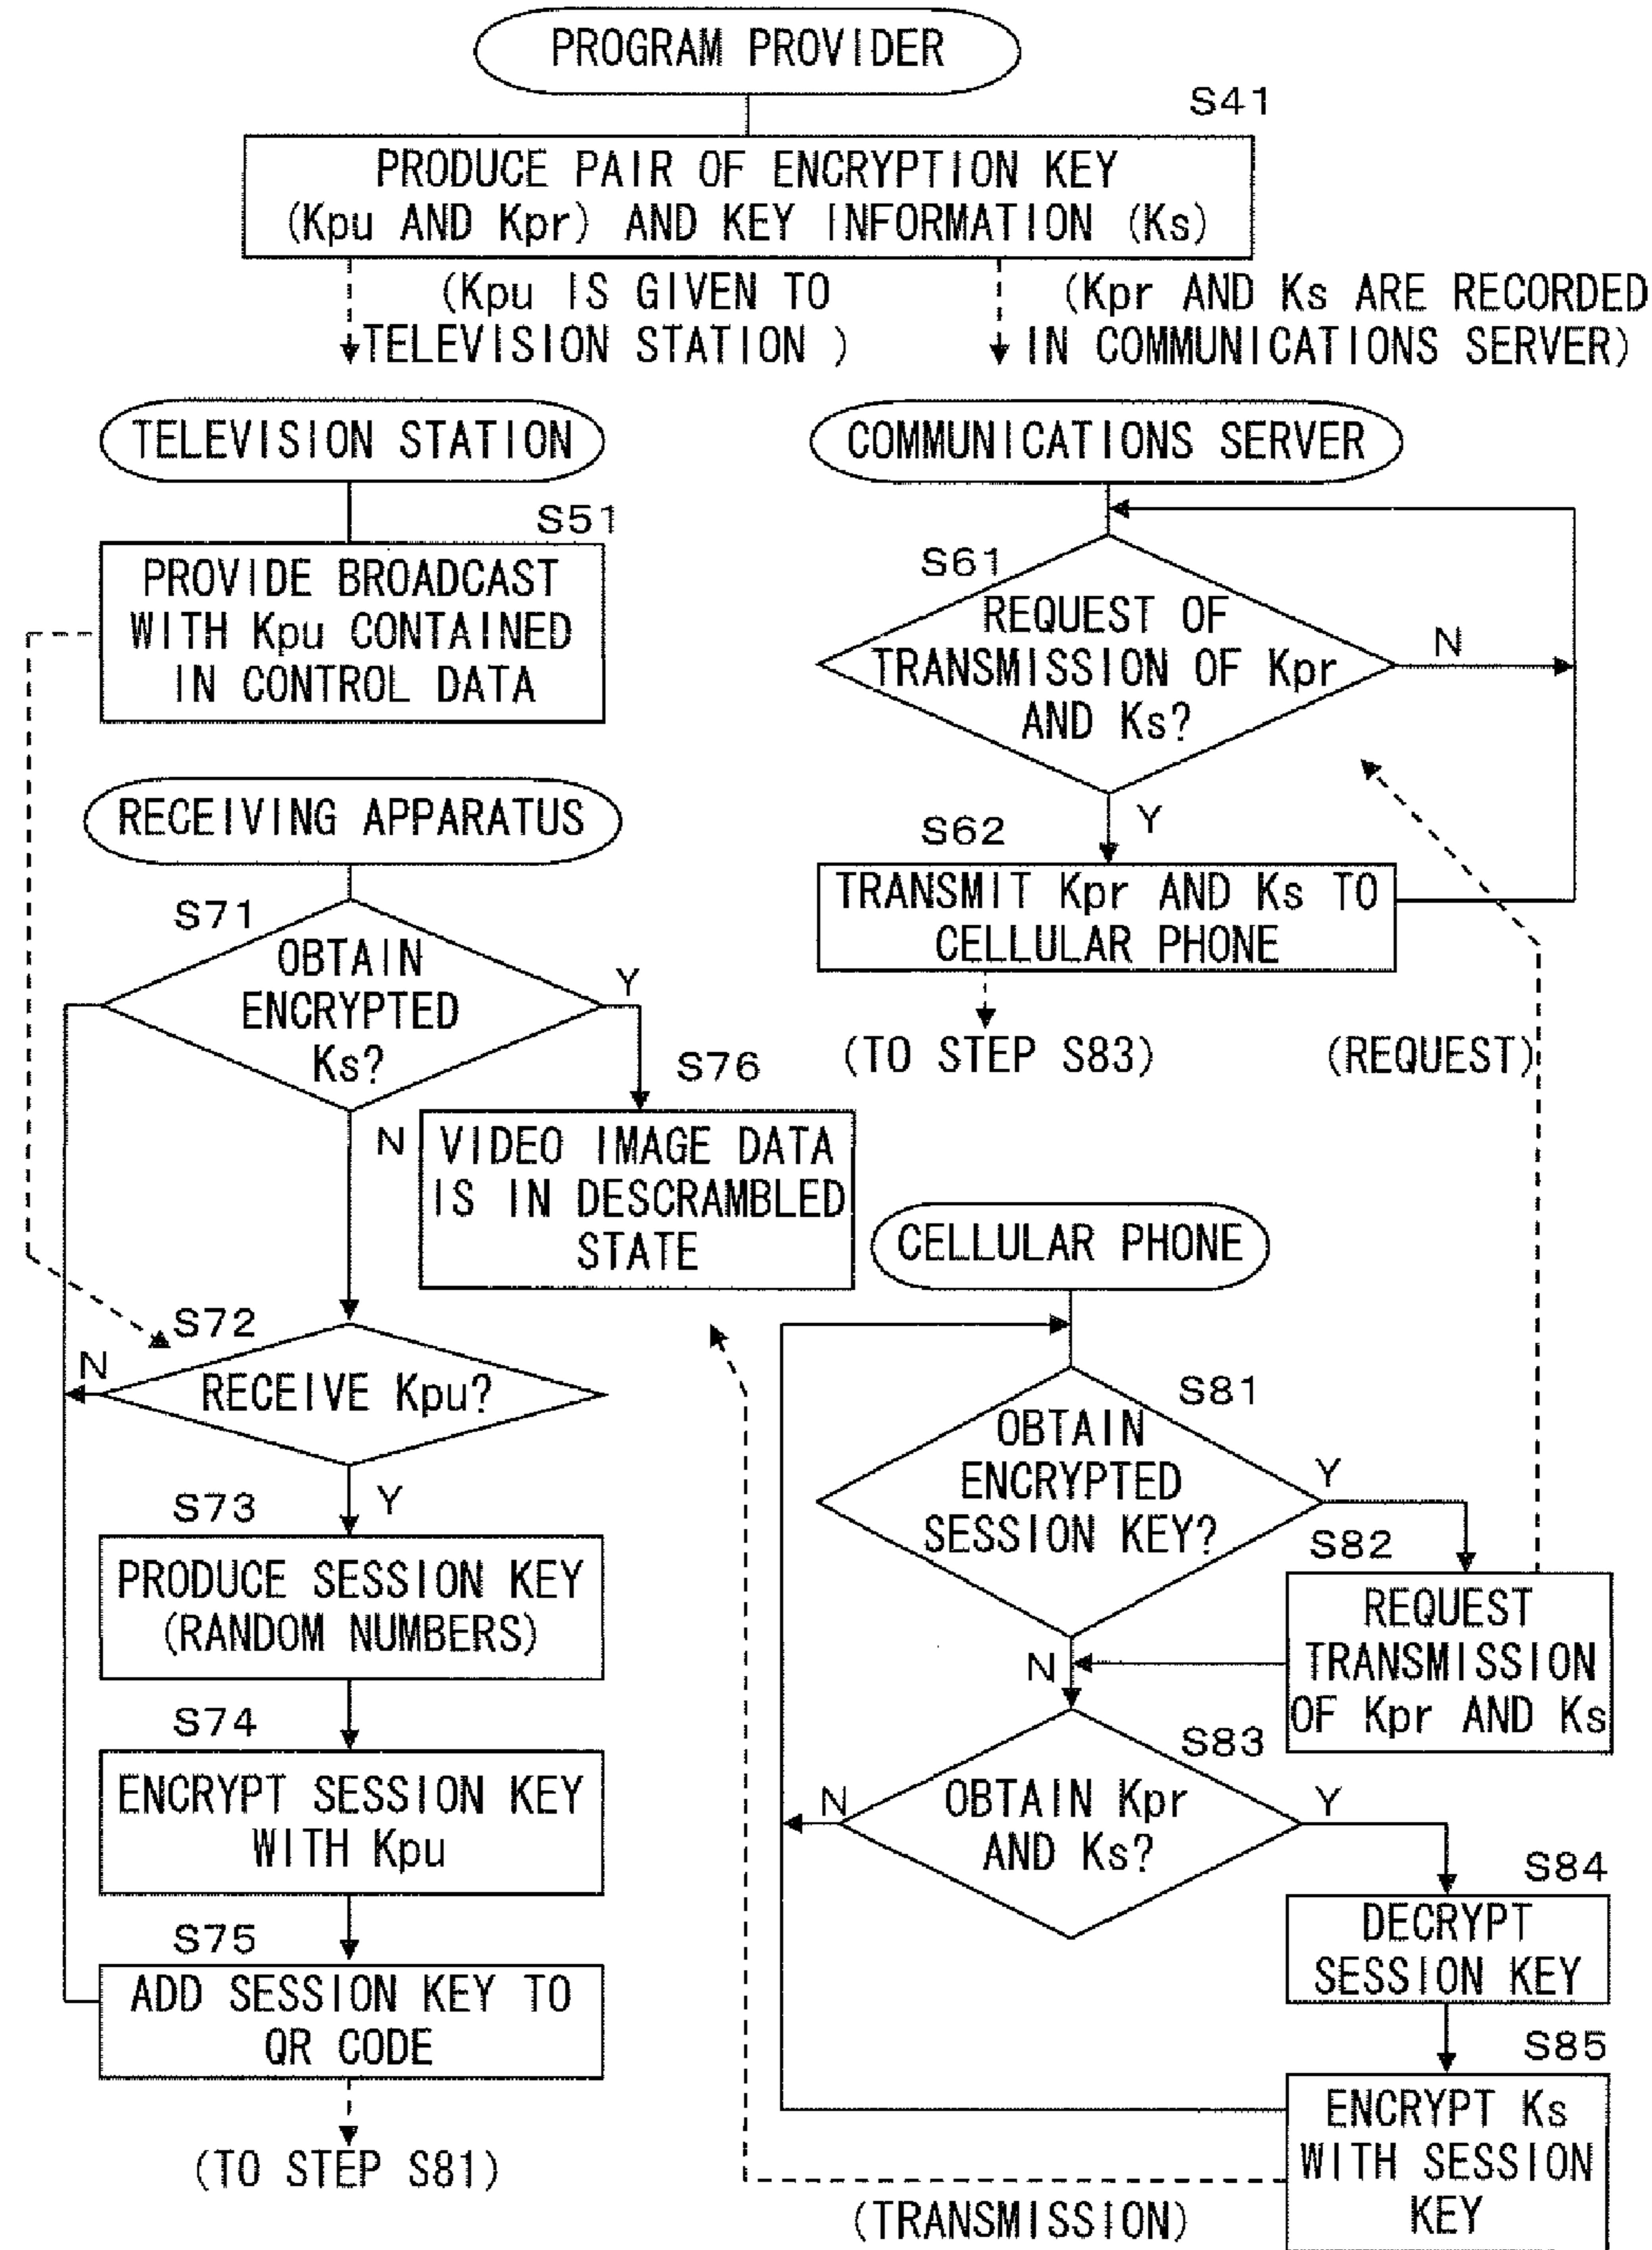 PROGRAM PROVIDER
S41
PRODUCE PAIR OF ENCRYPTION KEY
(Kpu AND Kpr) AND KEY INFORMATION (Ks)
(Kpu IS GIVEN TO
TELEVISION STATION )
(Kpr AND Ks ARE RECORDED
IN COMMUNICATIONS SERVER)
TELEVISION STATION
S51
PROVIDE BROADCAST
WITH Kpu CONTAINED
IN CONTROL DATA
COMMUNICATIONS SERVER
S61
REQUEST OF
TRANSMISSION OF Kpr
AND Ks?
N
Y
S62
TRANSMIT Kpr AND Ks TO
CELLULAR PHONE
(TO STEP S83)
(REQUEST)
RECEIVING APPARATUS
S71
OBTAIN
ENCRYPTED
Ks?
Y
N
S76
VIDEO IMAGE DATA
IS IN DESCRAMBLED
STATE
S72
N
RECEIVE Kpu?
Y
S73
PRODUCE SESSION KEY
(RANDOM NUMBERS)
S74
ENCRYPT SESSION KEY
WITH Kpu
S75
ADD SESSION KEY TO
QR CODE
(TO STEP S81)
CELLULAR PHONE
S81
OBTAIN
ENCRYPTED
SESSION KEY?
Y
N
S82
REQUEST
TRANSMISSION
OF Kpr AND Ks
S83
N
OBTAIN Kpr
AND Ks?
Y
S84
DECRYPT
SESSION KEY
S85
ENCRYPT Ks
WITH SESSION
KEY
(TRANSMISSION)